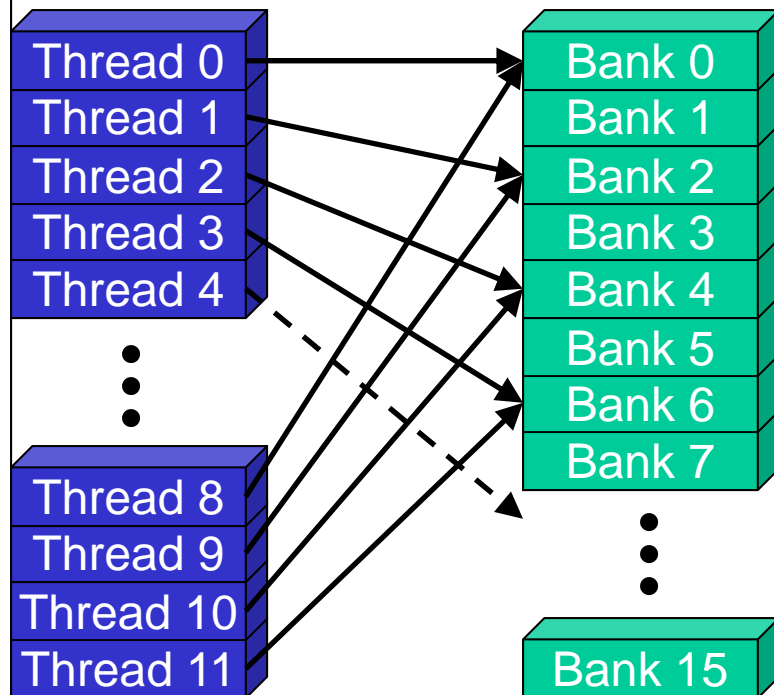 Thread 0
Thread 1
Thread 2
Thread 3
Thread 4
Thread 8
Thread 9
Thread 10
Thread 11
Bank 0
Bank 1
Bank 2
Bank 3
Bank 4
Bank 5
Bank 6
Bank 7
Bank 15